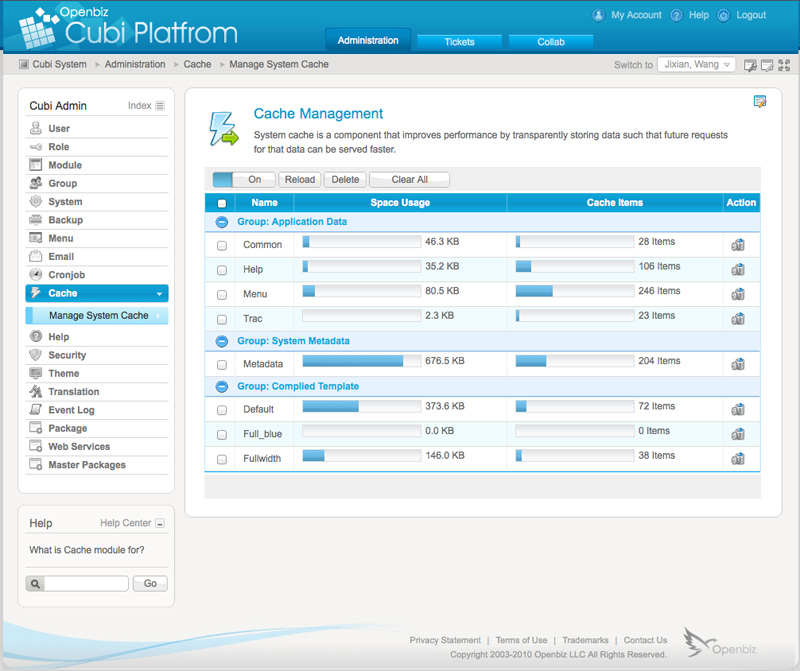 Openbiz
Cubi Platfrom
Administration
Tickets
Collab
My Account
Help
Logout
Cubi System
Administration
Cache
Manage System Cache
Switch to
Jixian, Wang
Cubi Admin
Index
User
Role
Module
Group
System
Backup
Menu
Email
Cronjob
Cache
Manage System Cache
Help
Security
Theme
Translation
Event Log
Package
Web Services
Master Packages
Help
Help Center
What is Cache module for?
Go
Cache Management
System cache is a component that improves performance by transparently storing data such that future requests
for that data can be served faster.
On
Reload
Delete
Clear All
Name Space Usage Cache Items Action
Group: Application Data
Common 46.3 KB 28 Items
Help 35.2 KB 106 Items
Menu 80.5 KB 246 Items
Trac 2.3 KB 23 Items
Group: System Metadata
Metadata 676.5 KB 204 Items
Group: Complied Template
Default 373.6 KB 72 Items
Full_blue 0.0 KB 0 Items
Fullwidth 146.0 KB 38 Items
Privacy Statement | Terms of Use | Trademarks | Contact Us
Copyright 2003-2010 Openbiz LLC All Rights Reserved.
Openbiz